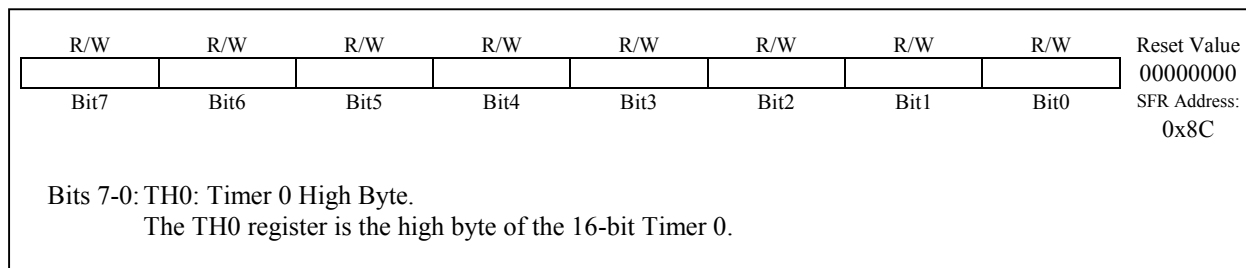 R/W R/W R/W R/W R/W R/W R/W R/W Reset Value
00000000
Bit7 Bit6 Bit5 Bit4 Bit3 Bit2 Bit1 Bit0 SFR Address:
0x8C
Bits 7-0: TH0: Timer 0 High Byte.
The TH0 register is the high byte of the 16-bit Timer 0.